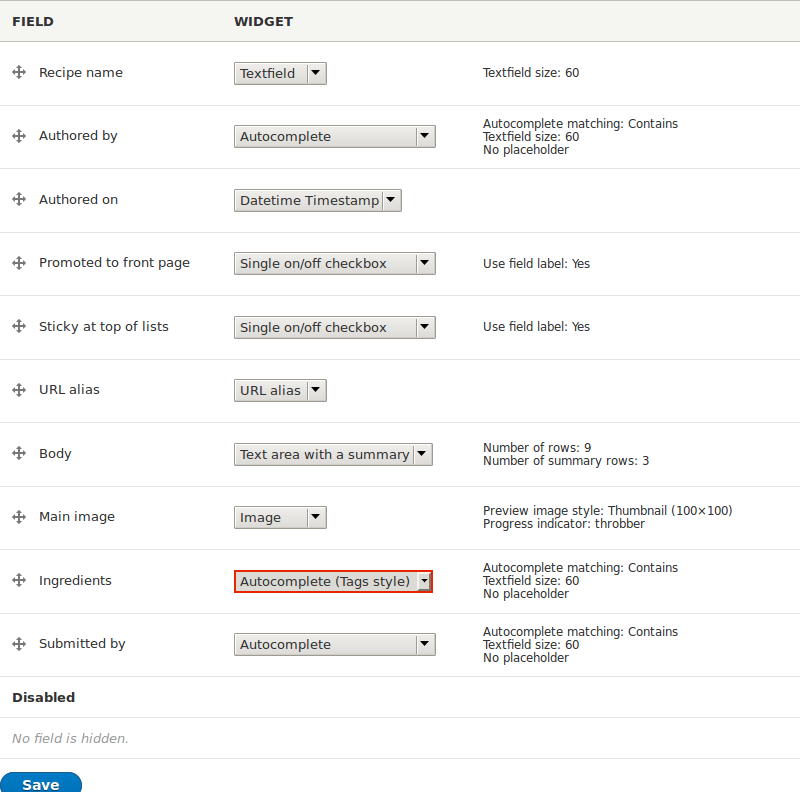 FIELD WIDGET
Recipe name Textfield Textfield size: 60
Authored by Autocomplete Autocomplete matching: Contains
Textfield size: 60
No placeholder
Authored on Datetime Timestamp
Promoted to front page Single on/off checkbox Use field label: Yes
Sticky at top of lists Single on/off checkbox Use field label: Yes
URL alias URL alias
Body Text area with a summary Number of rows: 9
Number of summary rows: 3
Main image Image Preview image style: Thumbnail (100×100)
Progress indicator: throbber
Ingredients Autocomplete (Tags style) Autocomplete matching: Contains
Textfield size: 60
No placeholder
Submitted by Autocomplete Autocomplete matching: Contains
Textfield size: 60
No placeholder
Disabled
No field is hidden.
Save